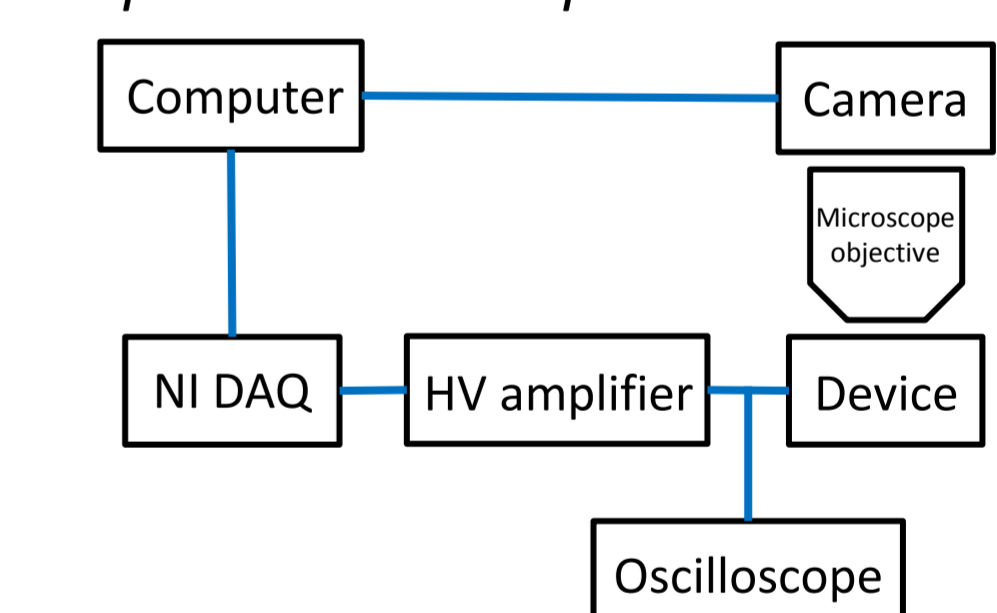 Computer
Camera
Microscope
objective
NI DAQ
HV amplifier
Device
Oscilloscope